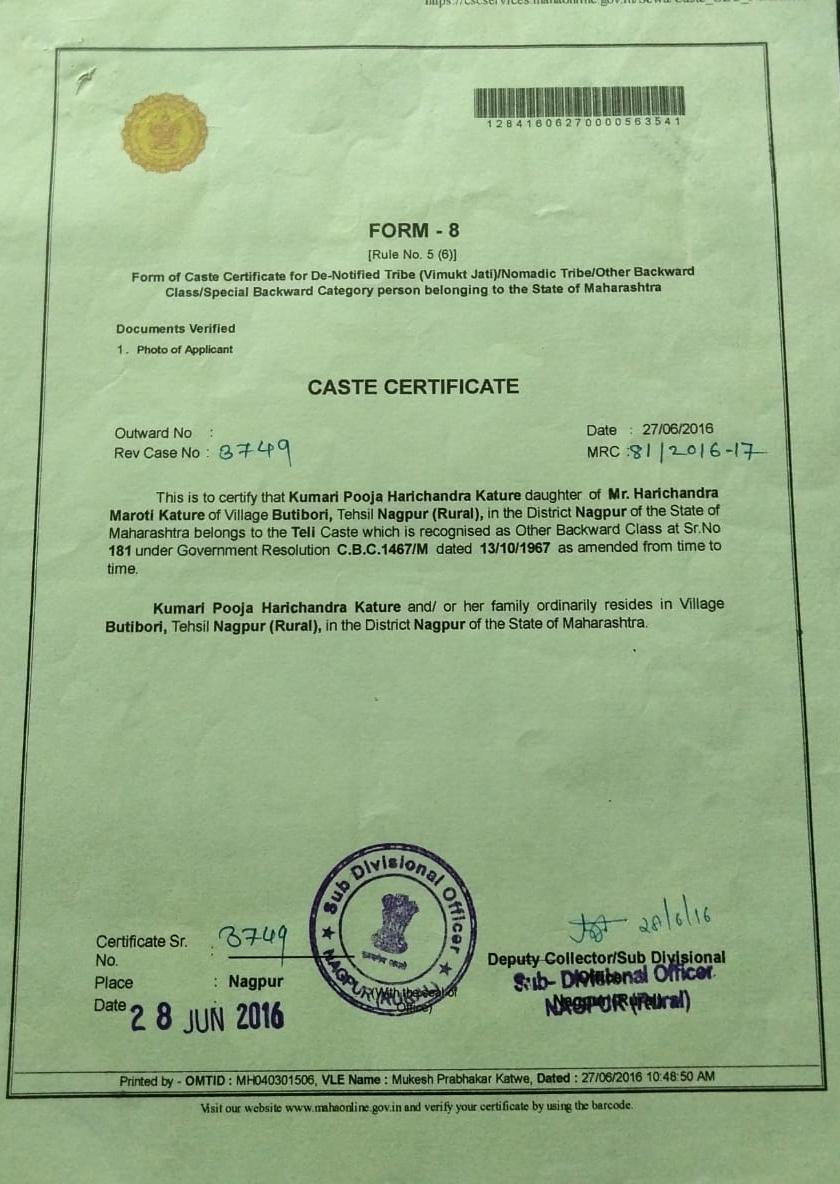 12841606270000563541
FORM - 8
[Rule No. 5 (6)]
Form of Caste Certificate for De-Notified Tribe (Vimukt Jati)/Nomadic Tribe/Other Backward
Class/Special Backward Category person belonging to the State of Maharashtra
Documents Verified
1. Photo of Applicant
CASTE CERTIFICATE
Outward No :
Date : 27/06/2016
Rev Case No : 3749
MRC :81/2016-17
This is to certify that Kumari Pooja Harichandra Kature daughter of Mr. Harichandra
Maroti Kature of Village Butibori, Tehsil Nagpur (Rural), in the District Nagpur of the State of
Maharashtra belongs to the Teli Caste which is recognised as Other Backward Class at Sr.No
181 under Government Resolution C.B.C.1467/M dated 13/10/1967 as amended from time to
time.
Kumari Pooja Harichandra Kature and/ or her family ordinarily resides in Village
Butibori, Tehsil Nagpur (Rural), in the District Nagpur of the State of Maharashtra.
Sub Divisional Officer
NAGPUR (RURAL)
(With the seal of
Office)
28/6/16
Certificate Sr. : 3749
No.
Place : Nagpur
Date 28 JUN 2016
Deputy Collector/Sub Divisional
Sub- Divisional Officer
NAGPUR (Rural)
Printed by - OMTID : MH040301506, VLE Name : Mukesh Prabhakar Katwe, Dated : 27/06/2016 10:48:50 AM
Visit our website www.mahaonline.gov.in and verify your certificate by using the barcode.